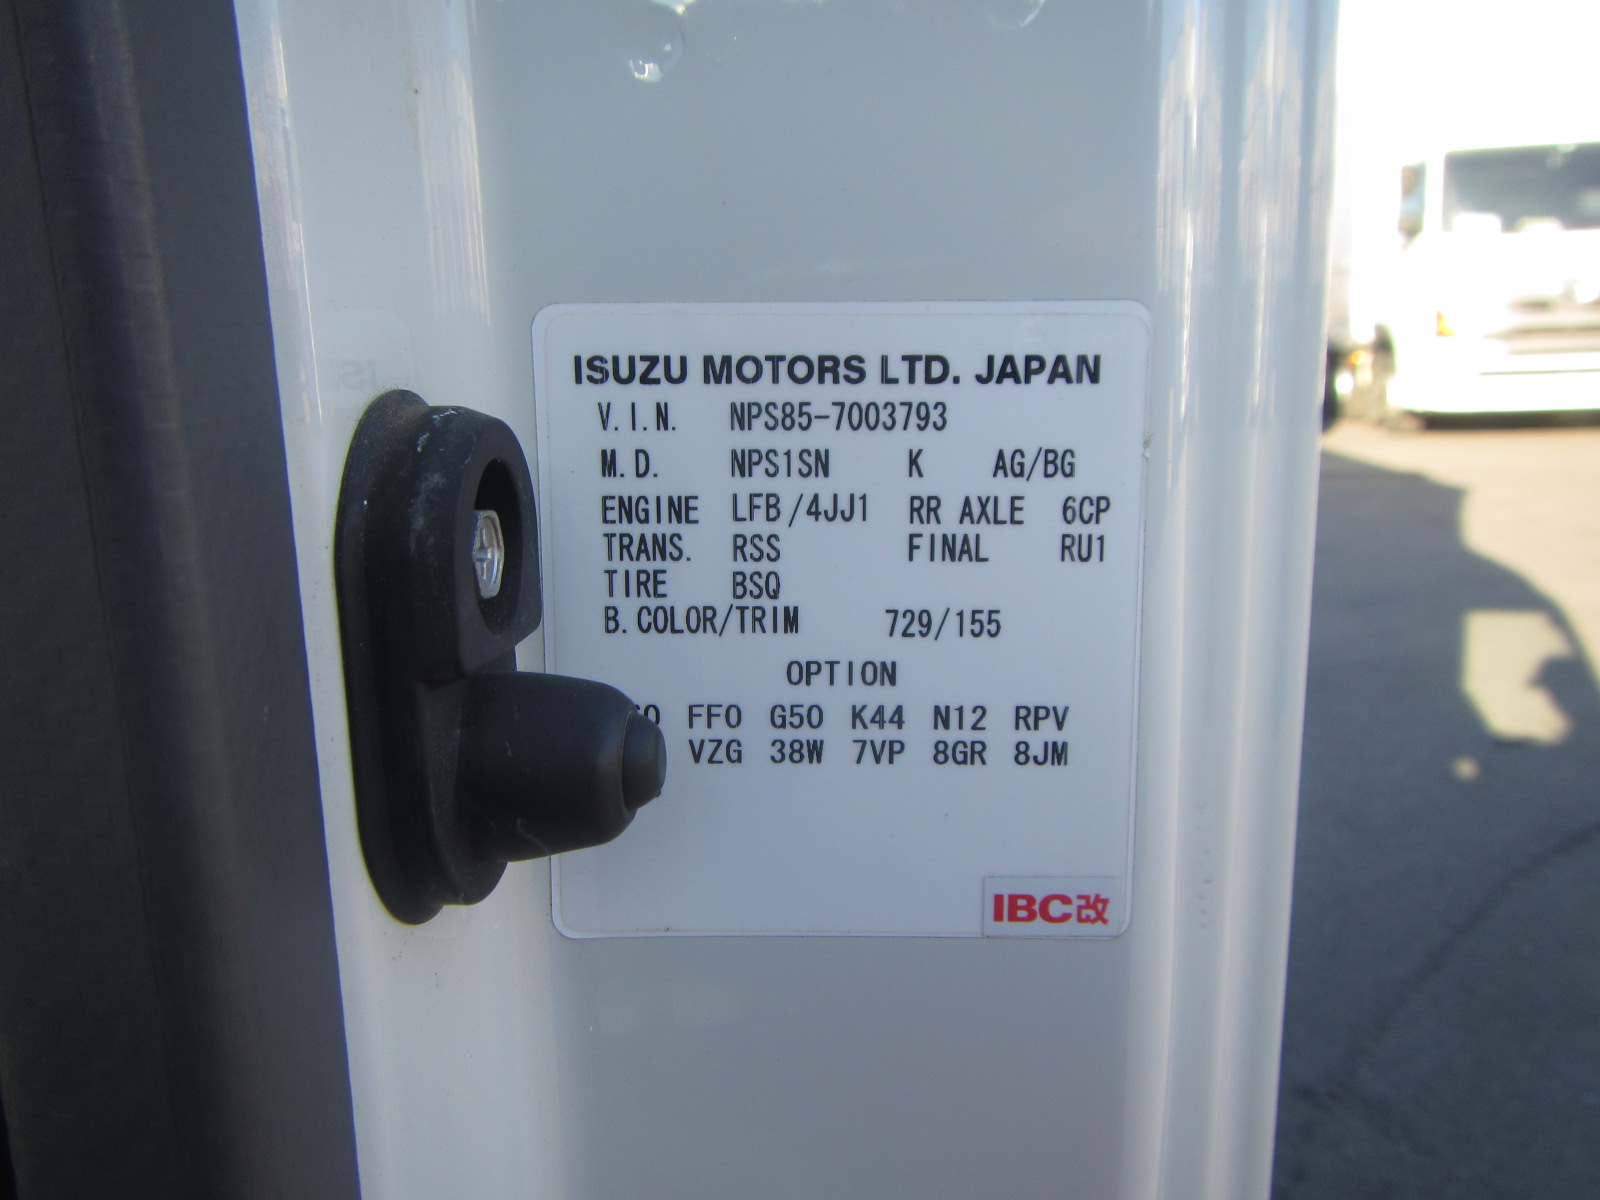 ISUZU MOTORS LTD. JAPAN
V.I.N. NPS85-7003793
M.D. NPS1SN K AG/BG
ENGINE LFB/4JJ1 RR AXLE 6CP
TRANS. RSS FINAL RU1
TIRE BSQ
B.COLOR/TRIM 729/155
OPTION
FF0 G50 K44 N12 RPV
VZG 38W 7VP 8GR 8JM
IBC改